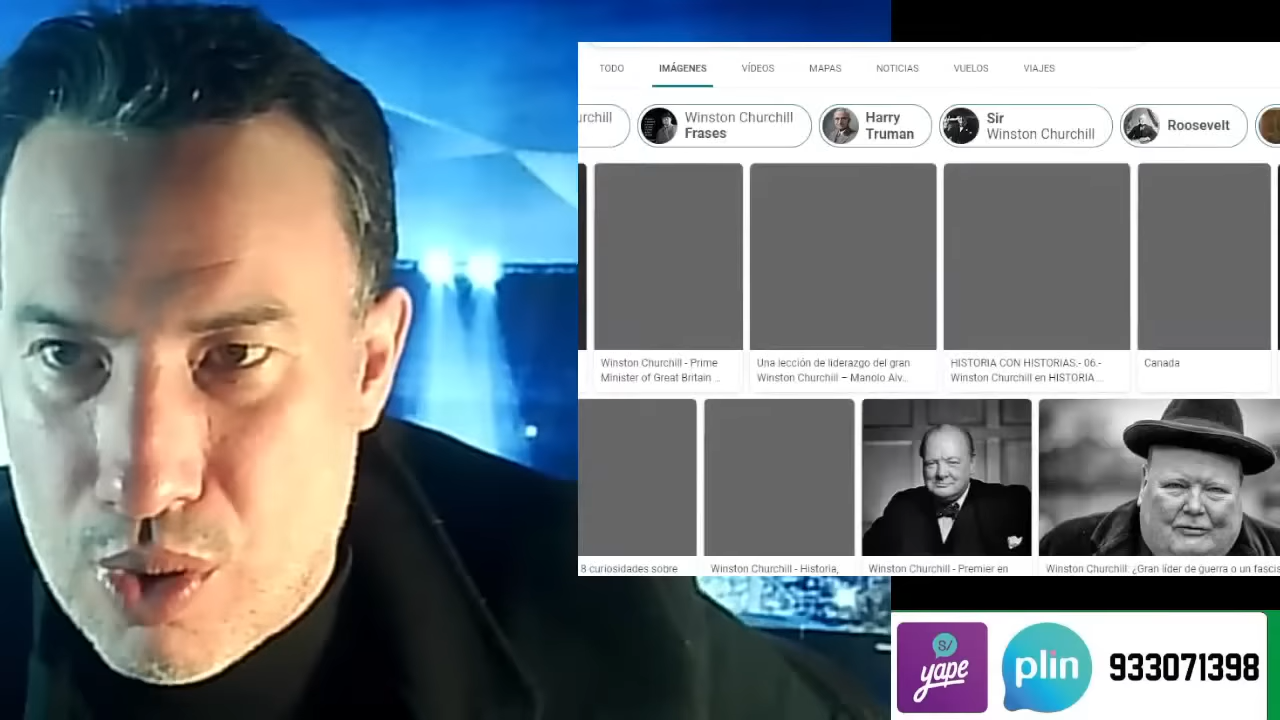 TODO
IMÁGENES
VÍDEOS
MAPAS
NOTICIAS
VUELOS
VIAJES
Winston Churchill
Frases
Harry
Truman
Sir
Winston Churchill
Roosevelt
Winston Churchill - Prime
Minister of Great Britain ...
Una lección de liderazgo del gran
Winston Churchill – Manolo Alv...
HISTORIA CON HISTORIAS.- 06.-
Winston Churchill en HISTORIA ...
Canada
8 curiosidades sobre
Winston Churchill - Historia,
Winston Churchill - Premier en
Winston Churchill: ¿Gran líder de guerra o un fascis
S/
yape
plin
933071398